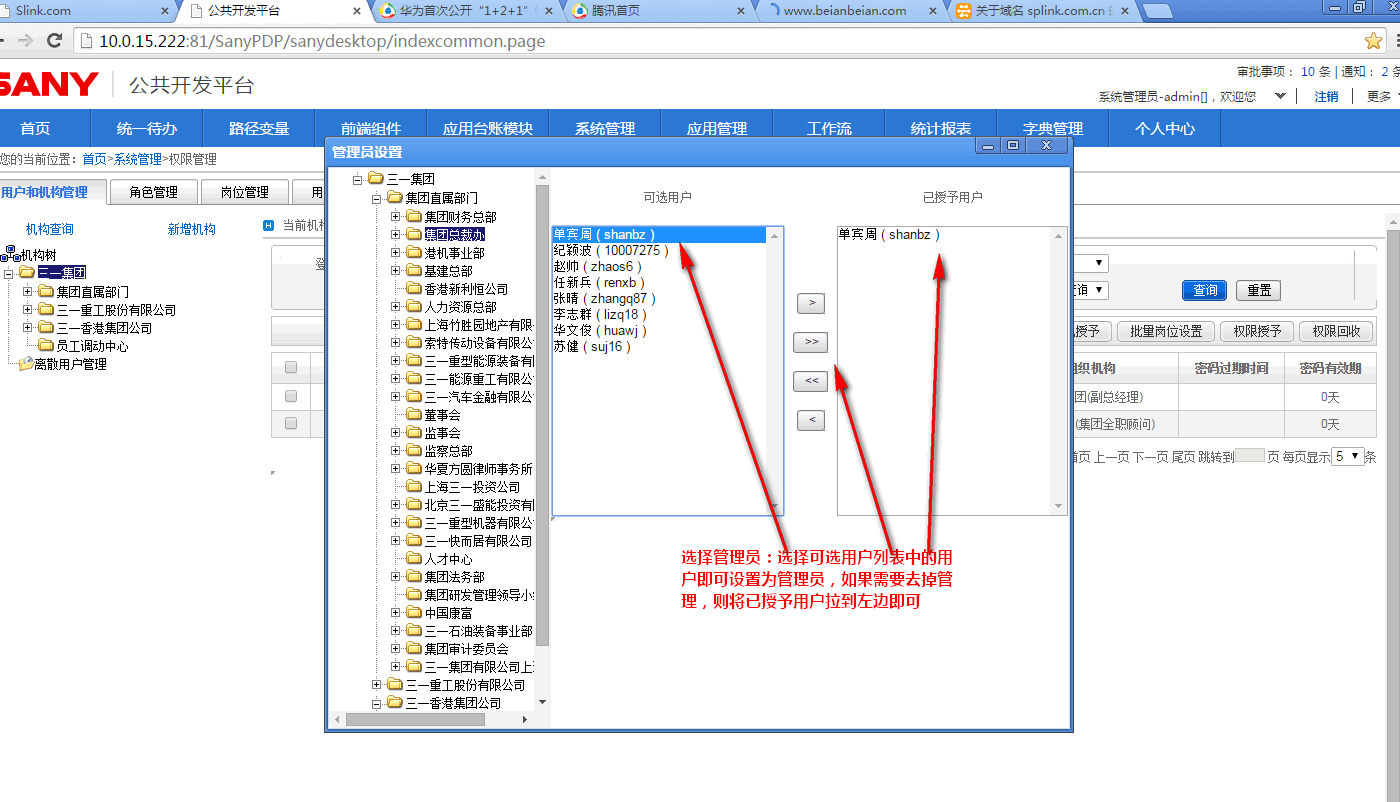 Slink.com
公共开发平台
华为首次公开“1+2+1”
腾讯首页
www.beianbeian.com
关于域名 splink.com.cn
10.0.15.222:81/SanyPDP/sanydesktop/indexcommon.page
SANY
公共开发平台
审批事项： 10 条 | 通知： 2 条
系统管理员-admin[]，欢迎您
注销
更多
首页
统一待办
路径变量
前端组件
应用台账模块
系统管理
应用管理
工作流
统计报表
字典管理
个人中心
您的当前位置：首页>系统管理>权限管理
用户和机构管理
角色管理
岗位管理
用
机构查询
新增机构
当前机构
机构树
三一集团
集团直属部门
三一重工股份有限公司
三一香港集团公司
员工调动中心
离散用户管理
登
管理员设置
三一集团
集团直属部门
集团财务总部
集团总裁办
港机事业部
基建总部
香港新利恒公司
人力资源总部
上海竹胜园地产有限
索特传动设备有限公
三一重型能源装备有
三一能源重工有限公
三一汽车金融有限公
董事会
监事会
监察总部
华夏方圆律师事务所
上海三一投资公司
北京三一盛能投资有
三一重型机器有限公
三一快而居有限公司
人才中心
集团法务部
集团研发管理领导小
中国康富
三一石油装备事业部
集团审计委员会
三一集团有限公司上
三一重工股份有限公司
三一香港集团公司
可选用户
单宾周 ( shanbz )
纪颖波 ( 10007275 )
赵帅 ( zhaos6 )
任新兵 ( renxb )
张晴 ( zhangq87 )
李志群 ( lizq18 )
华文俊 ( huawj )
苏健 ( suj16 )
>
>>
<<
<
已授予用户
单宾周 ( shanbz )
选择管理员：选择可选用户列表中的用
户即可设置为管理员，如果需要去掉管
理，则将已授予用户拉到左边即可
查询
重置
授予
批量岗位设置
权限授予
权限回收
组织机构
密码过期时间
密码有效期
团(副总经理)
0天
(集团全职顾问)
0天
首页 上一页 下一页 尾页 跳转到 页 每页显示 5 条